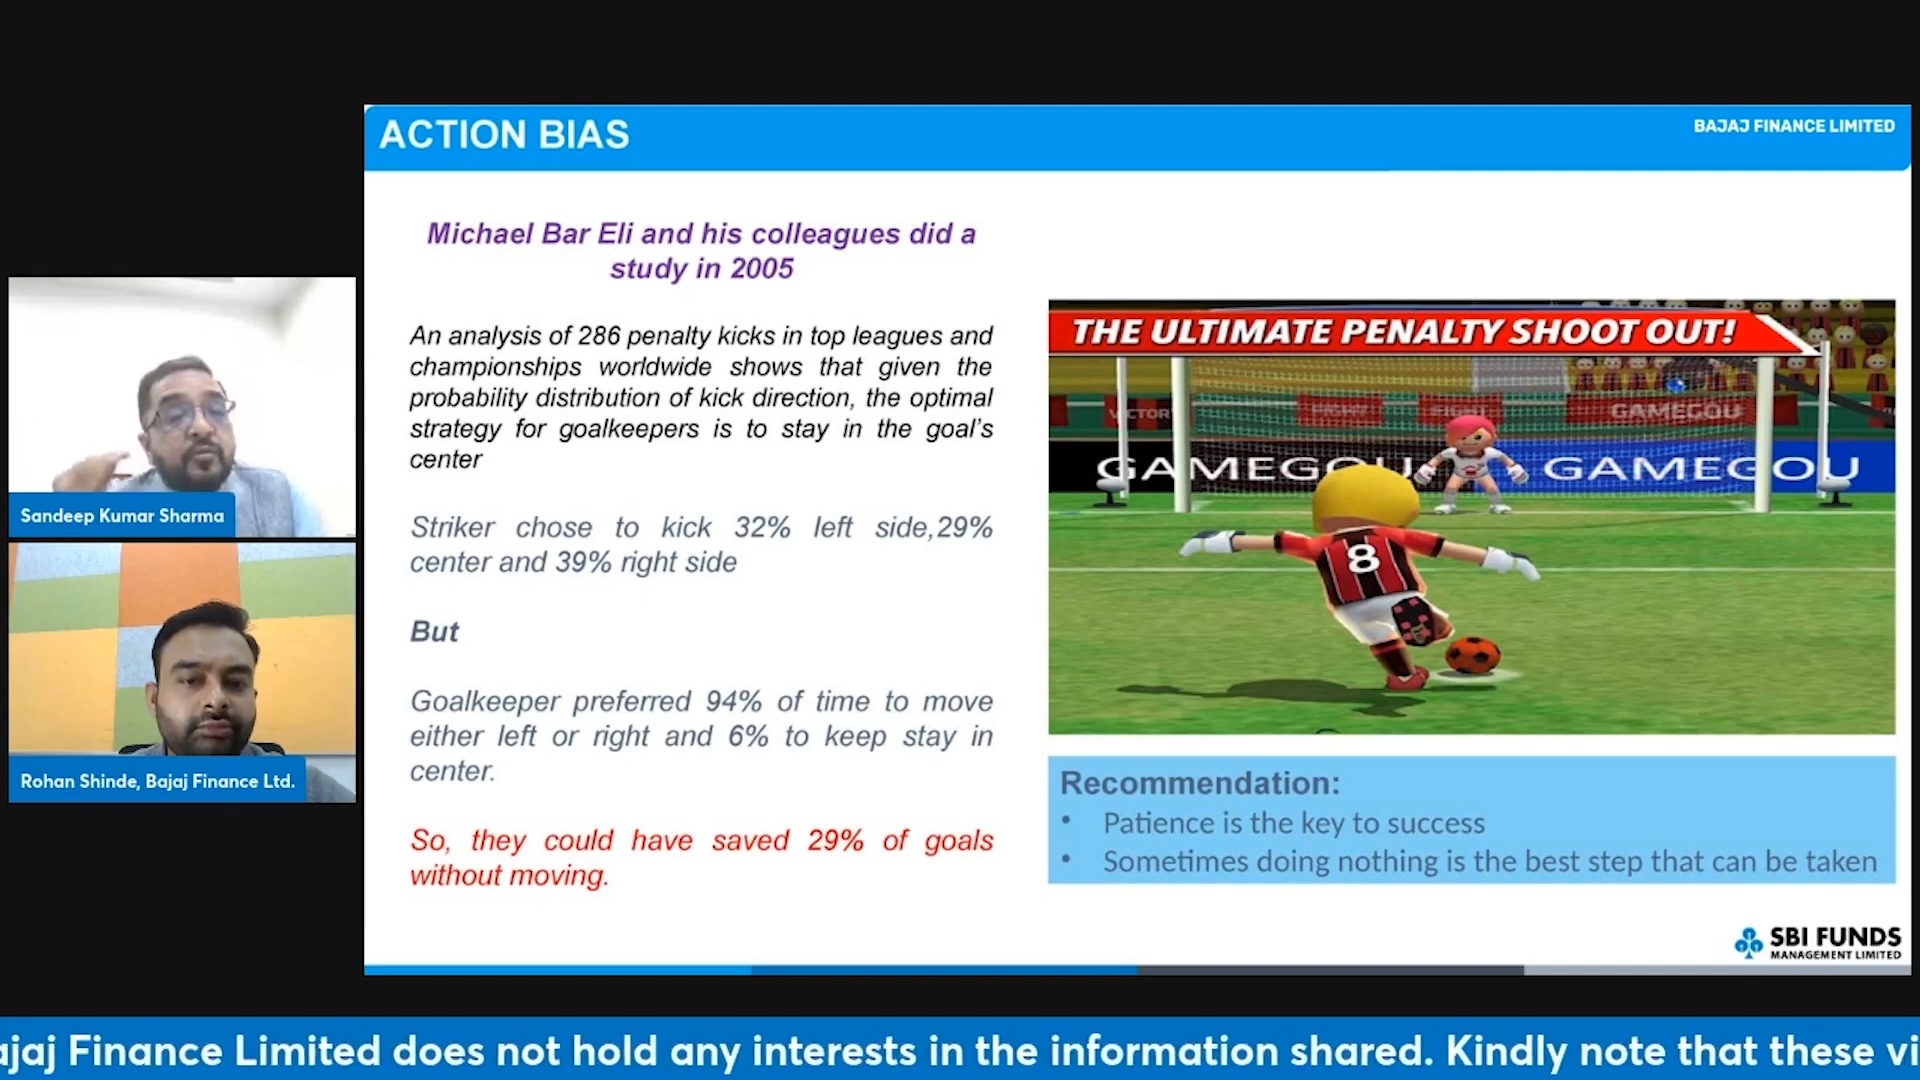 ACTION BIAS
BAJAJ FINANCE LIMITED
Michael Bar Eli and his colleagues did a
study in 2005
An analysis of 286 penalty kicks in top leagues and
championships worldwide shows that given the
probability distribution of kick direction, the optimal
strategy for goalkeepers is to stay in the goal's
center
Striker chose to kick 32% left side,29%
center and 39% right side
But
Goalkeeper preferred 94% of time to move
either left or right and 6% to keep stay in
center.
So, they could have saved 29% of goals
without moving.
THE ULTIMATE PENALTY SHOOT OUT!
VICTOR
FIGHT
GAMEGOU
GAMEGOU
GAMEGOU
8
Recommendation:
• Patience is the key to success
• Sometimes doing nothing is the best step that can be taken
SBI FUNDS
MANAGEMENT LIMITED
Sandeep Kumar Sharma
Rohan Shinde, Bajaj Finance Ltd.
ajaj Finance Limited does not hold any interests in the information shared. Kindly note that these vi